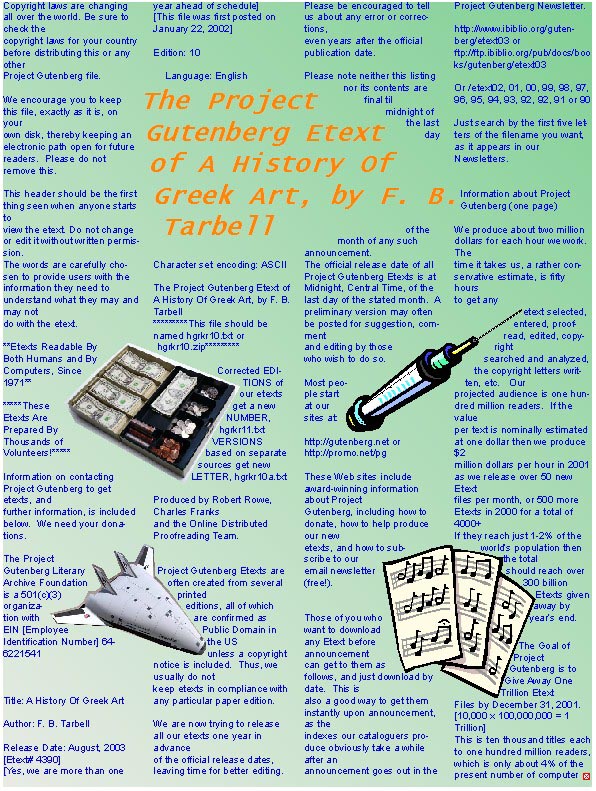 Copyright laws are changing
all over the world. Be sure to
check the
copyright laws for your country
before distributing this or any
other
Project Gutenberg file.

We encourage you to keep
this file, exactly as it is, on
your
own disk, thereby keeping an
electronic path open for future
readers.  Please do not
remove this.

This header should be the first
thing seen when anyone starts
to
view the etext. Do not change
or edit it without written permis-
sion.
The words are carefully cho-
sen to provide users with the
information they need to
understand what they may and
may not
do with the etext.

**Etexts Readable By
Both Humans and By
Computers, Since
1971**

*****These
Etexts Are
Prepared By
Thousands of
Volunteers!*****

Information on contacting
Project Gutenberg to get
etexts, and
further information, is included
below.  We need your dona-
tions.

The Project
Gutenberg Literary
Archive Foundation
is a 501(c)(3)
organiza-
tion with
EIN [Employee
Identification Number] 64-
6221541

Title: A History Of Greek Art

Author: F. B. Tarbell

Release Date: August, 2003
[Etext# 4390]
[Yes, we are more than one
year ahead of schedule]
[This file was first posted on
January 22, 2002]

Edition: 10

Language: English

The Project
Gutenberg Etext
of A History Of
Greek Art, by F. B.
Tarbell

Character set encoding: ASCII

The Project Gutenberg Etext of
A History Of Greek Art, by F. B.
Tarbell
*********This file should be
named hgrkr10.txt or
hgrkr10.zip*********

Corrected EDI-
TIONS of
our etexts
get a new
NUMBER,
hgrkr11.txt
VERSIONS
based on separate
sources get new
LETTER, hgrkr10a.txt

Produced by Robert Rowe,
Charles Franks
and the Online Distributed
Proofreading Team.

Project Gutenberg Etexts are
often created from several
printed
editions, all of which
are confirmed as
Public Domain in
the US
unless a copyright
notice is included.  Thus, we
usually do not
keep etexts in compliance with
any particular paper edition.

We are now trying to release
all our etexts one year in
advance
of the official release dates,
leaving time for better editing.
Please be encouraged to tell
us about any error or correc-
tions,
even years after the official
publication date.

Please note neither this listing
nor its contents are
final til
midnight of
the last
day
of the
month of any such
announcement.
The official release date of all
Project Gutenberg Etexts is at
Midnight, Central Time, of the
last day of the stated month.  A
preliminary version may often
be posted for suggestion, com-
ment
and editing by those
who wish to do so.

Most peo-
ple start
at our
sites at

http://gutenberg.net or
http://promo.net/pg

These Web sites include
award-winning information
about Project
Gutenberg, including how to
donate, how to help produce
our new
etexts, and how to sub-
scribe to our
email newsletter
(free!).

Those of you who
want to download
any Etext before
announcement
can get to them as
follows, and just download by
date.  This is
also a good way to get them
instantly upon announcement,
as the
indexes our cataloguers pro-
duce obviously take a while
after an
announcement goes out in the
Project Gutenberg Newsletter.

http://www.ibiblio.org/guten-
berg/etext03 or
ftp://ftp.ibiblio.org/pub/docs/boo
ks/gutenberg/etext03

Or /etext02, 01, 00, 99, 98, 97,
96, 95, 94, 93, 92, 92, 91 or 90

Just search by the first five let-
ters of the filename you want,
as it appears in our
Newsletters.

Information about Project
Gutenberg (one page)

We produce about two million
dollars for each hour we work.
The
time it takes us, a rather con-
servative estimate, is fifty
hours
to get any
etext selected,
entered, proof-
read, edited, copy-
right
searched and analyzed,
the copyright letters writ-
ten, etc.   Our
projected audience is one hun-
dred million readers.  If the
value
per text is nominally estimated
at one dollar then we produce
$2
million dollars per hour in 2001
as we release over 50 new
Etext
files per month, or 500 more
Etexts in 2000 for a total of
4000+
If they reach just 1-2% of the
world's population then
the total
should reach over
300 billion
Etexts given
away by
year's end.

The Goal of
Project
Gutenberg is to
Give Away One
Trillion Etext
Files by December 31, 2001.
[10,000 x 100,000,000 = 1
Trillion]
This is ten thousand titles each
to one hundred million readers,
which is only about 4% of the
present number of computer